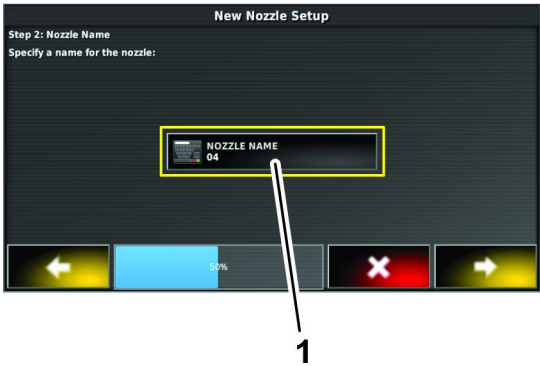 New Nozzle Setup
Step 2: Nozzle Name
Specify a name for the nozzle:
NOZZLE NAME
04
50%
1